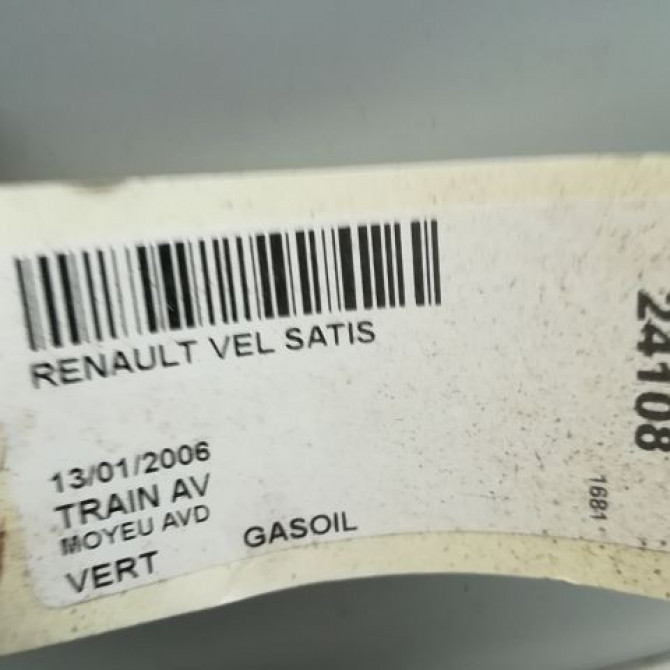 RENAULT VEL SATIS
13/01/2006
TRAIN AV
MOYEU AVD
VERT GASOIL
24108
1681